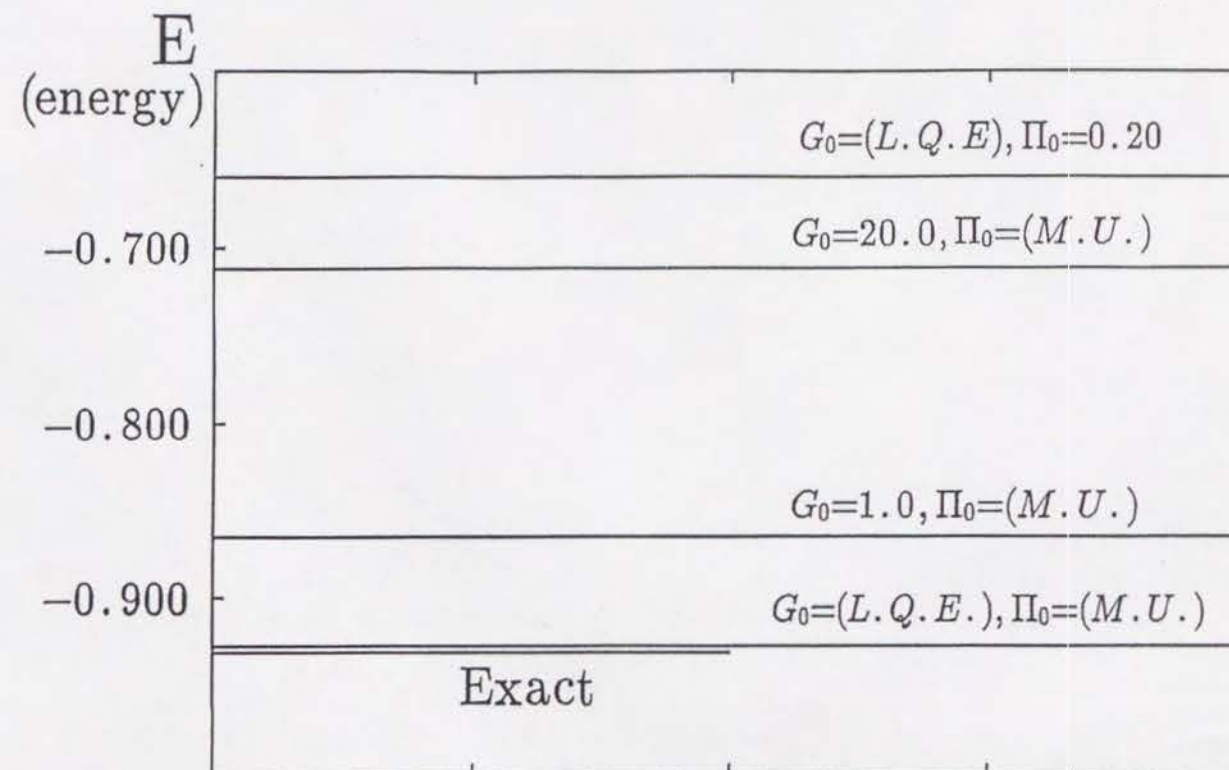 E
(energy)
G₀=(L.Q.E), Π₀=0.20
G₀=20.0, Π₀=(M.U.)
−0.700
−0.800
G₀=1.0, Π₀=(M.U.)
−0.900
G₀=(L.Q.E.), Π₀=(M.U.)
Exact